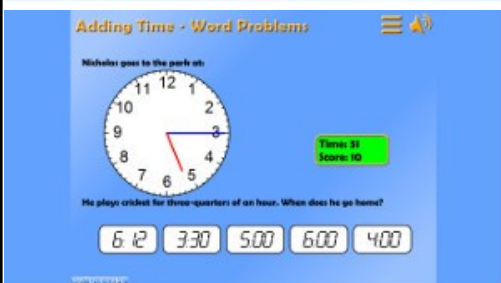 Adding Time - Word Problems
Nicholas goes to the park at:
12
11 1
10 2
9 3
8 4
7 5
6
Time: 31
Score: 10
He plays cricket for three-quarters of an hour. When does he go home?
6:12 3:30 5:00 6:00 4:00